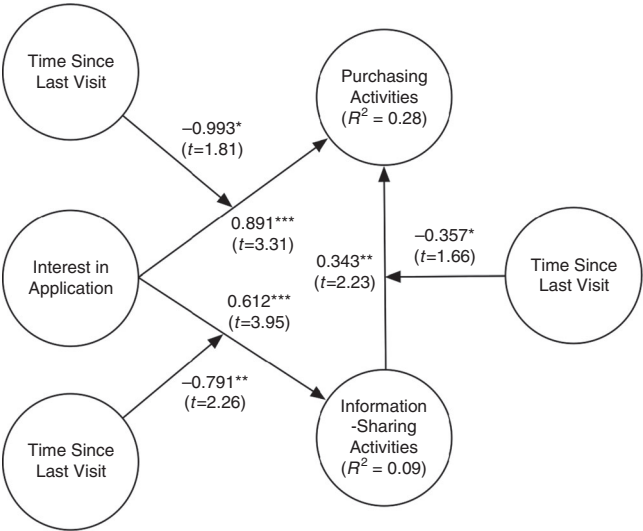 Time Since
Last Visit
Purchasing
Activities
(R² = 0.28)
–0.993*
(t=1.81)
0.891***
(t=3.31)
Interest in
Application
–0.357*
(t=1.66)
0.343**
(t=2.23)
Time Since
Last Visit
0.612***
(t=3.95)
–0.791**
(t=2.26)
Time Since
Last Visit
Information
-Sharing
Activities
(R² = 0.09)